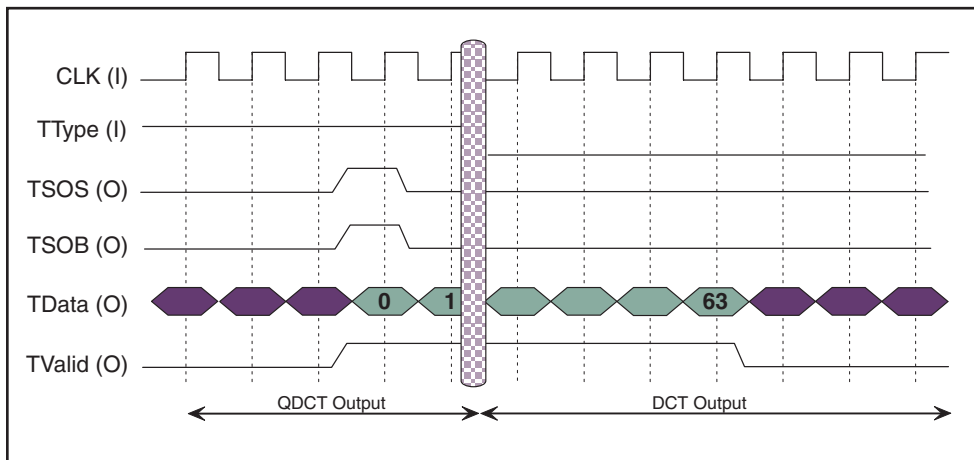 CLK (I)
TType (I)
TSOS (O)
TSOB (O)
TData (O)
0
1
63
TValid (O)
QDCT Output
DCT Output